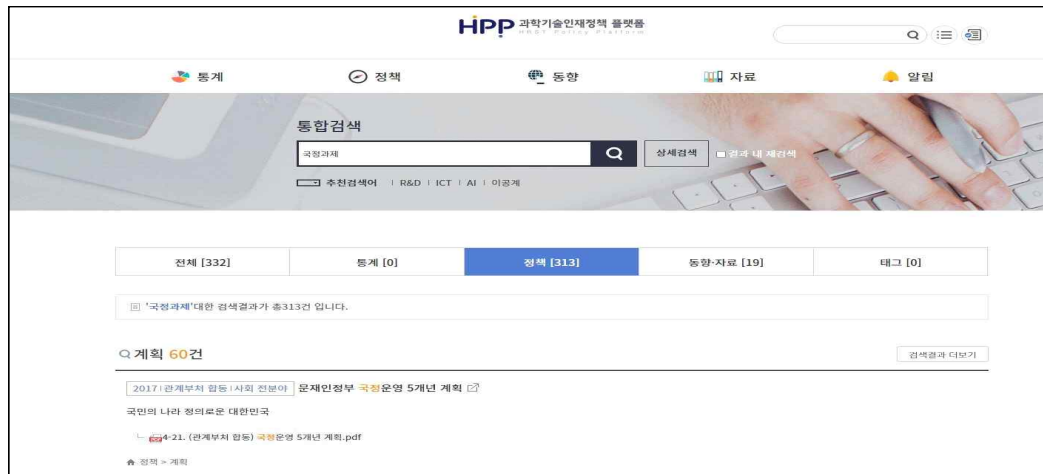 HPP 과학기술인재정책 플랫폼
HRST Policy Platform
통계 정책 동향 자료 알림
통합검색
국정과제 상세검색 결과 내 재검색
추천검색어 | R&D | ICT | AI | 이공계
전체 [332] 통계 [0] 정책 [313] 동향·자료 [19] 태그 [0]
'국정과제'대한 검색결과가 총313건 입니다.
계획 60건 검색결과 더보기
2017 | 관계부처 합동 | 사회 전분야 문재인정부 국정운영 5개년 계획
국민의 나라 정의로운 대한민국
4-21. (관계부처 합동) 국정운영 5개년 계획.pdf
정책 > 계획